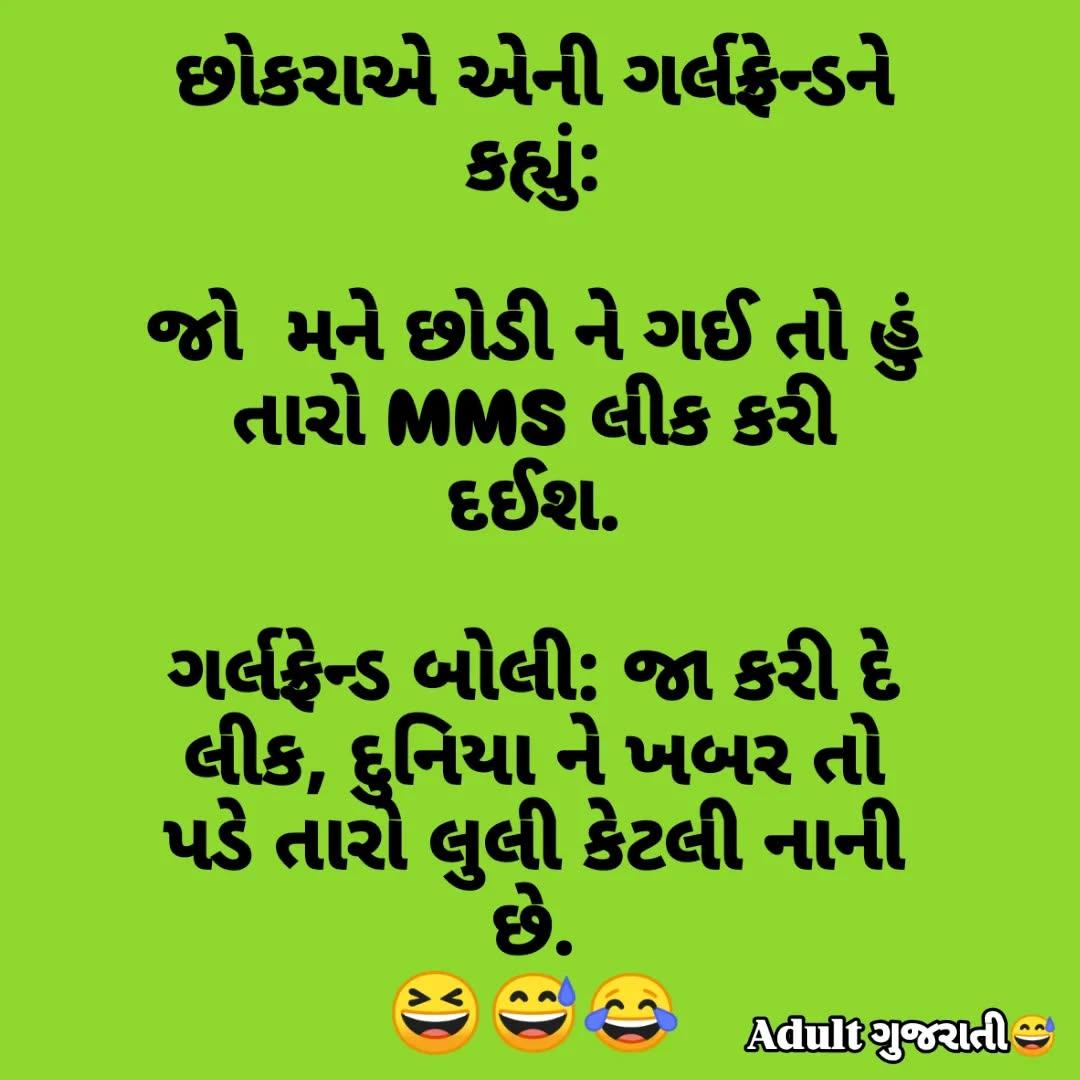 છોકરાએ એની ગર્લફ્રેન્ડને
કહ્યું:
જો મને છોડી ને ગઈ તો હું
તારો MMS લીક કરી
દઈશ.
ગર્લફ્રેન્ડ બોલી: જા કરી દે
લીક, દુનિયા ને ખબર તો
પડે તારો લુલી કેટલી નાની
છે.
😆😅😂
Adult ગુજરાતી😅